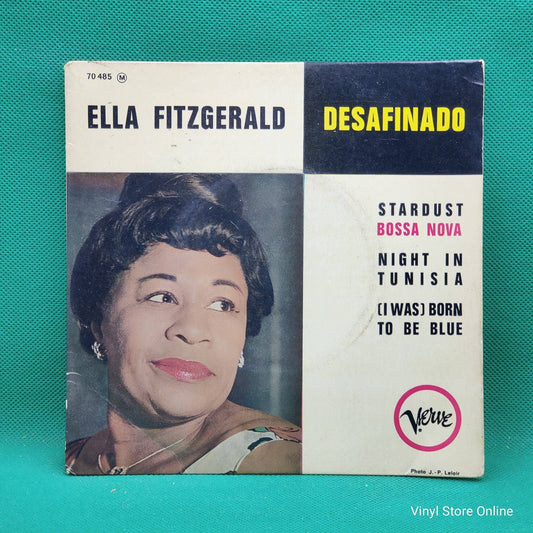 70 485 M
ELLA FITZGERALD
DESAFINADO
STARDUST
BOSSA NOVA
NIGHT IN
TUNISIA
(I WAS) BORN
TO BE BLUE
Verve
Photo J.-P. Leloir
Vinyl Store Online